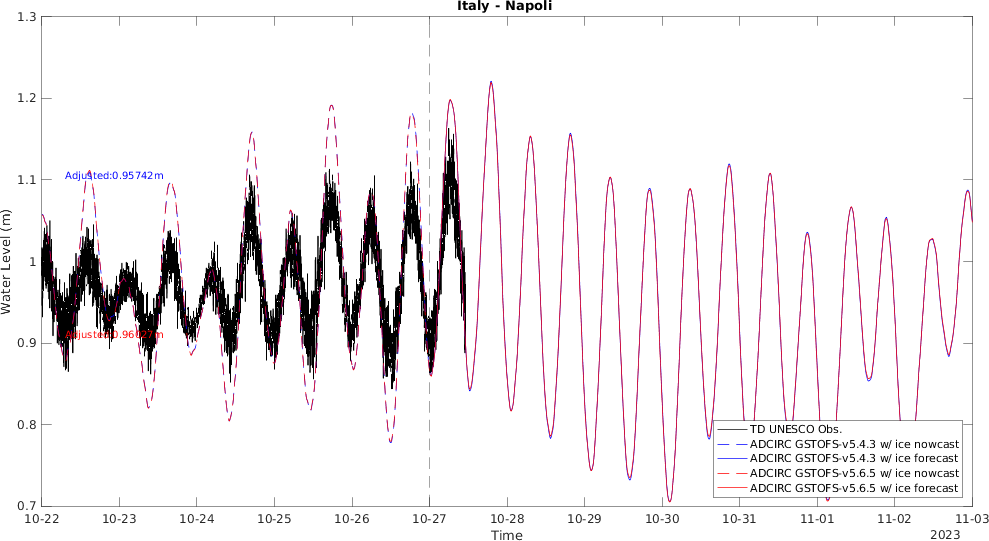 Italy - Napoli
1.3
1.2
1.1
1
0.9
0.8
0.7
Water Level (m)
Adjusted:0.95742m
TD UNESCO Obs.
ADCIRC GSTOFS-v5.4.3 w/ ice nowcast
ADCIRC GSTOFS-v5.4.3 w/ ice forecast
ADCIRC GSTOFS-v5.6.5 w/ ice nowcast
ADCIRC GSTOFS-v5.6.5 w/ ice forecast
10-22
10-23
10-24
10-25
10-26
10-27
10-28
10-29
10-30
10-31
11-01
11-02
11-03
Time
2023